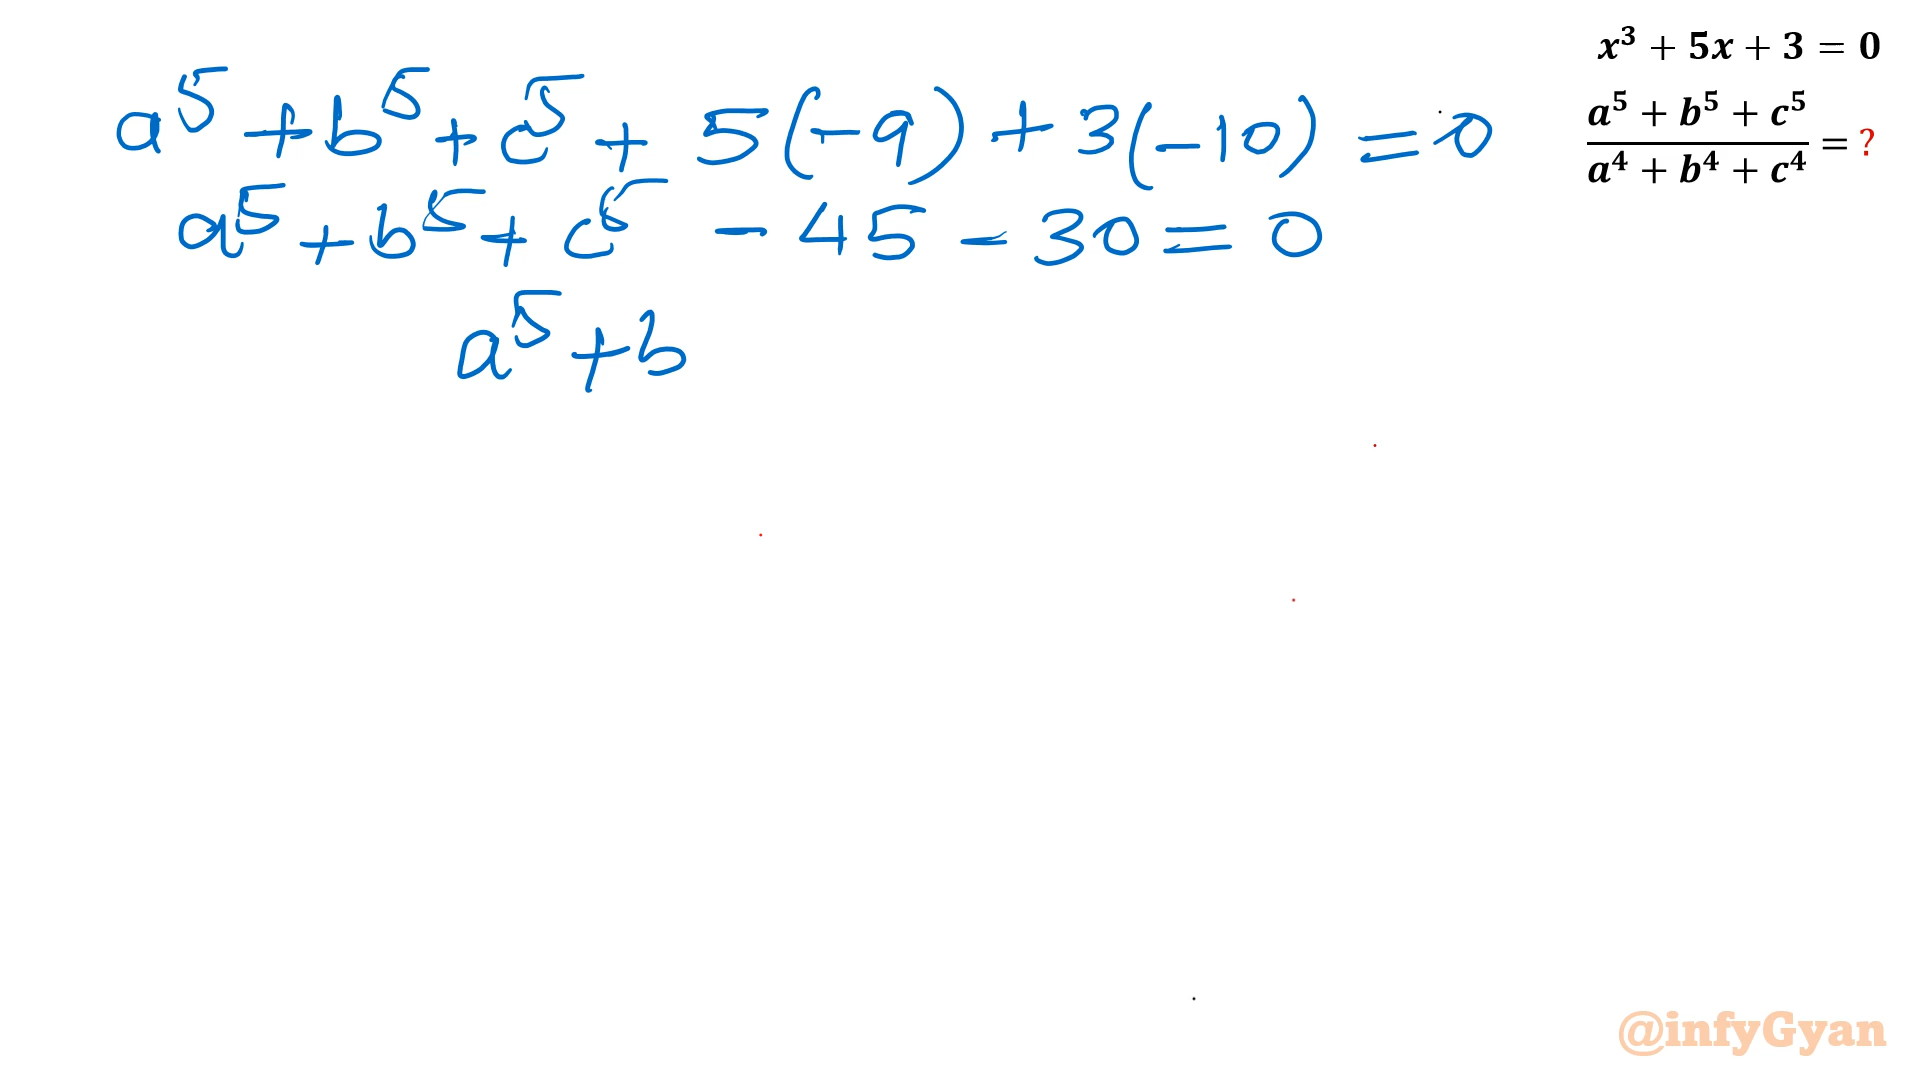 a⁵ + b⁵ + c⁵ + 5(-9) + 3(-10) = 0
a⁵ + b⁵ + c⁵ - 45 - 30 = 0
a⁵ + b
x³ + 5x + 3 = 0
a⁵ + b⁵ + c⁵
a⁴ + b⁴ + c⁴ = ?
@infyGyan